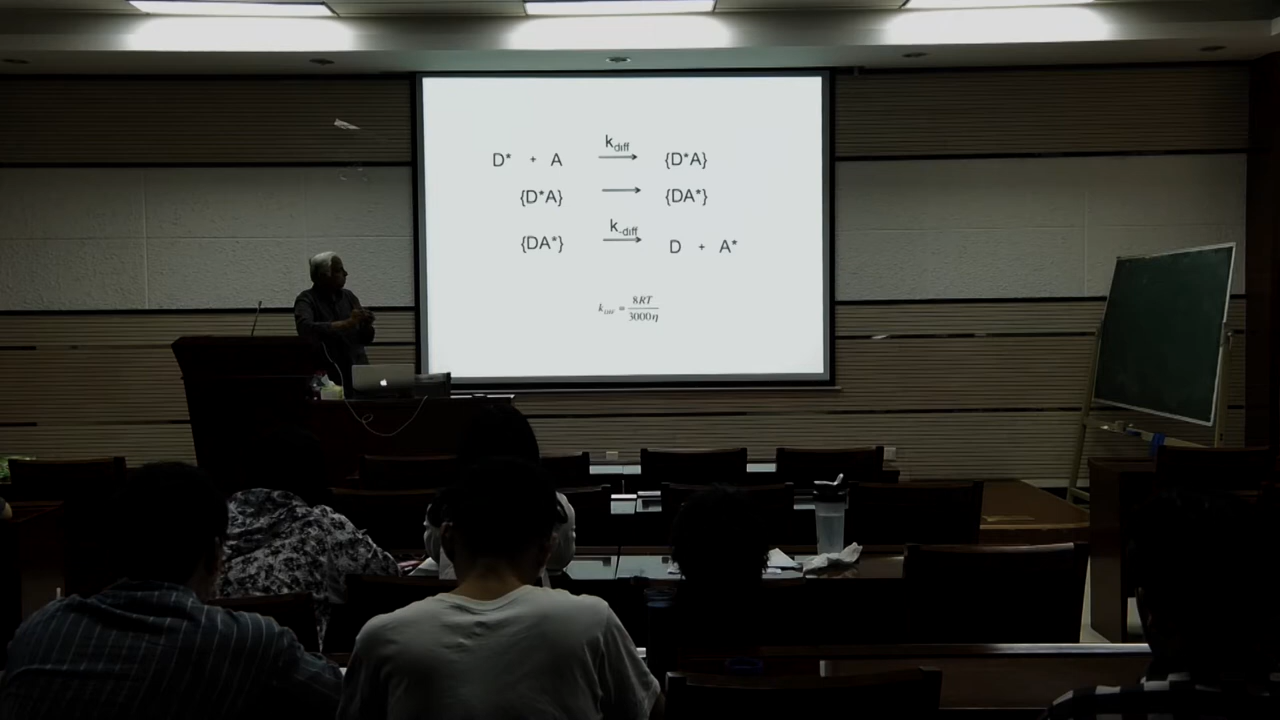 D* + A k_diff → {D*A}
{D*A} → {DA*}
{DA*} k_-diff → D + A*
k_Diff = 8RT / 3000η